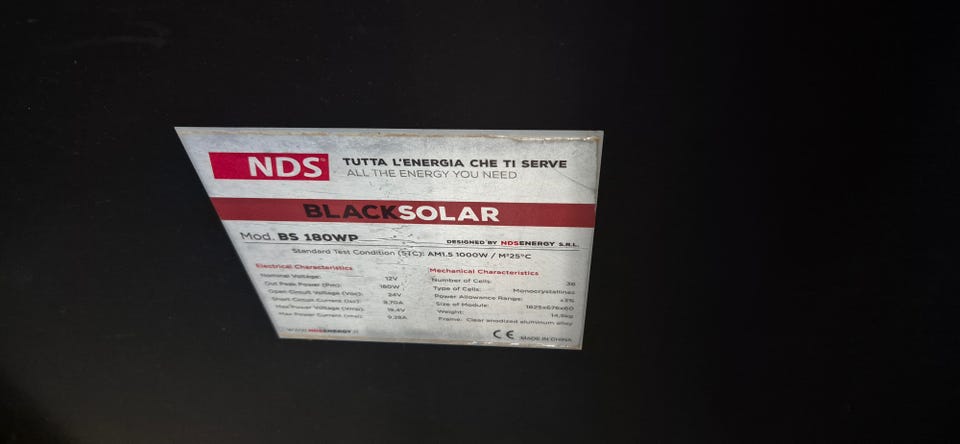 NDS
TUTTA L'ENERGIA CHE TI SERVE
ALL THE ENERGY YOU NEED
BLACKSOLAR
Mod. BS 180WP
DESIGNED BY NDSENERGY S.R.L.
Standard Test Condition (STC): AM1.5 1000W / M²25°C
Electrical Characteristics
Nominal Voltage: 12V
Out Peak Power (Pm): 180W
Open Circuit Voltage (Voc): 24V
Short Circuit Current (Isc): 9,70A
Max Power Voltage (Vmp) 19,4V
Max Power Current (Imp) 9,28A
www.NDSENERGY.it
Mechanical Characteristics
Number of Cells: 36
Type of Cells: Monocrystalline
Power Allowance Range: ±3%
Size of Module: 1625x676x60
Weight: 14,5kg
Frame: Clear anodized aluminum alloy
CE MADE IN CHINA